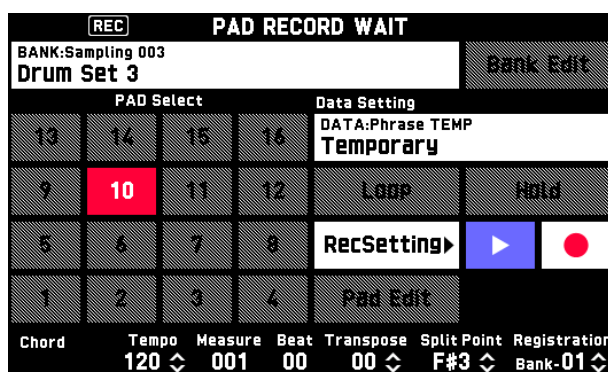 REC PAD RECORD WAIT
BANK:Sampling 003
Drum Set 3
Bank Edit
PAD Select
Data Setting
13 14 15 16
DATA:Phrase TEMP
Temporary
9 10 11 12
Loop Hold
5 6 7 8
RecSetting▶
1 2 3 4
Pad Edit
Chord Tempo Measure Beat Transpose Split Point Registration
120 001 00 00 F#3 Bank-01